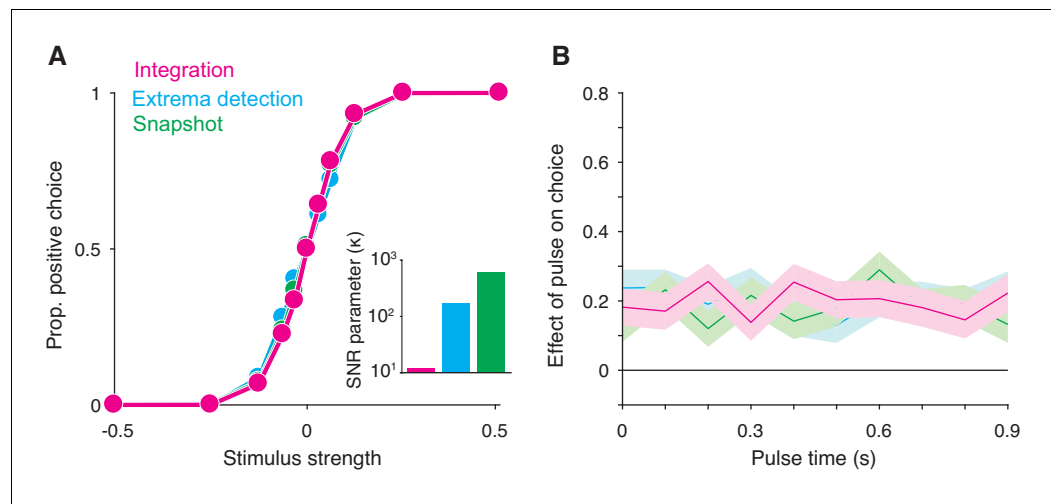 A
Integration
Extrema detection
Snapshot
1
0.5
0
-0.5
0
0.5
Prop. positive choice
Stimulus strength
SNR parameter (κ)
10³
10²
10¹
B
0.8
0.6
0.4
0.2
0
0
0.3
0.6
0.9
Effect of pulse on choice
Pulse time (s)